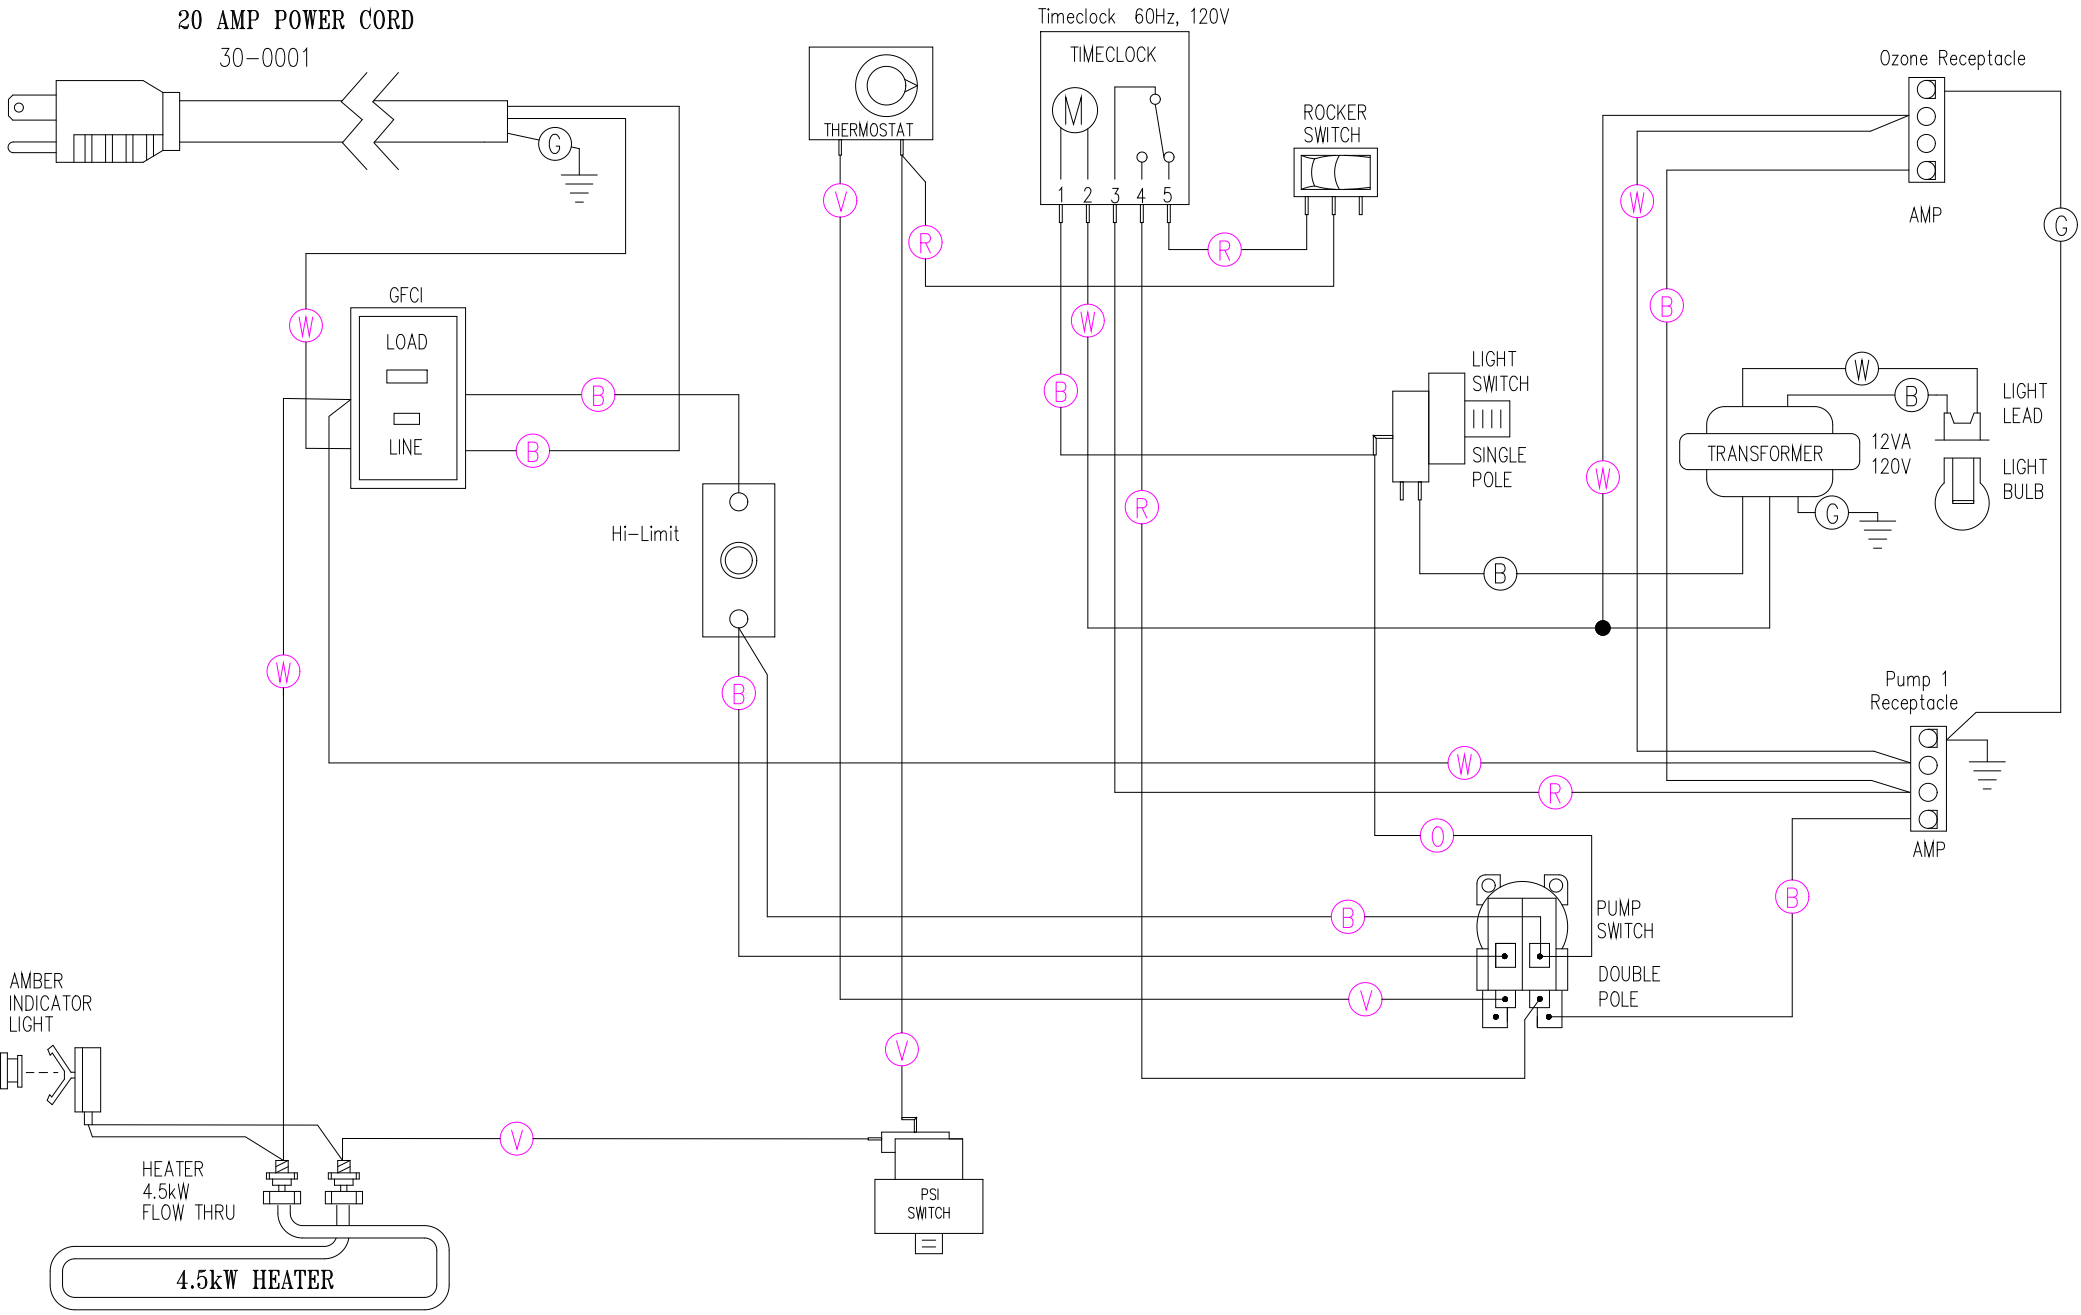 20 AMP POWER CORD
30-0001
G
THERMOSTAT
Timeclock 60Hz, 120V
TIMECLOCK
M
1 2 3 4 5
ROCKER
SWITCH
Ozone Receptacle
AMP
V
R
R
W
G
GFCI
LOAD
LINE
W
B
B
W
B
B
W
LIGHT
SWITCH
SINGLE
POLE
R
W
B
TRANSFORMER
12VA
120V
LIGHT
LEAD
LIGHT
BULB
G
B
Hi-Limit
W
B
Pump 1
Receptacle
AMP
W
R
O
B
B
PUMP
SWITCH
DOUBLE
POLE
V
V
AMBER
INDICATOR
LIGHT
V
HEATER
4.5kW
FLOW THRU
PSI
SWITCH
4.5kW HEATER